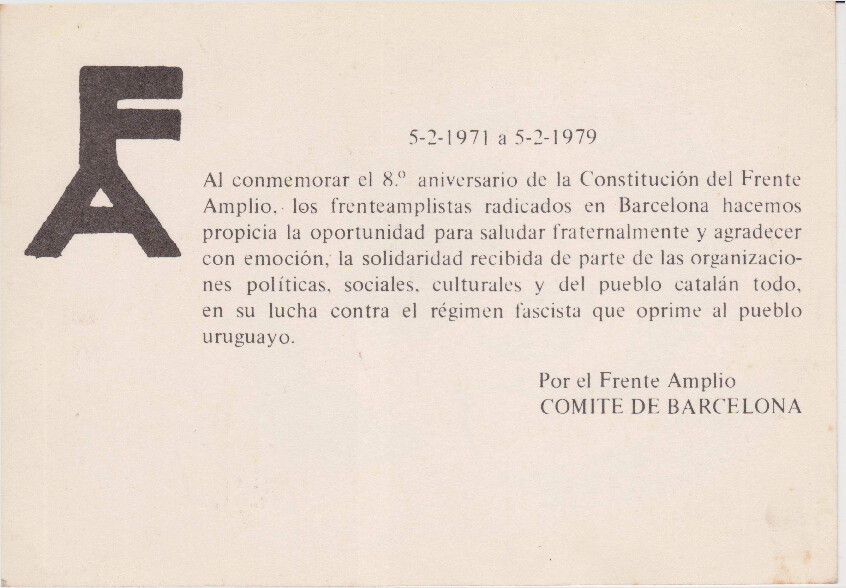 FA
5-2-1971 a 5-2-1979
Al conmemorar el 8.º aniversario de la Constitución del Frente
Amplio, los frenteamplistas radicados en Barcelona hacemos
propicia la oportunidad para saludar fraternalmente y agradecer
con emoción, la solidaridad recibida de parte de las organizacio-
nes políticas, sociales, culturales y del pueblo catalán todo,
en su lucha contra el régimen fascista que oprime al pueblo
uruguayo.
Por el Frente Amplio
COMITE DE BARCELONA